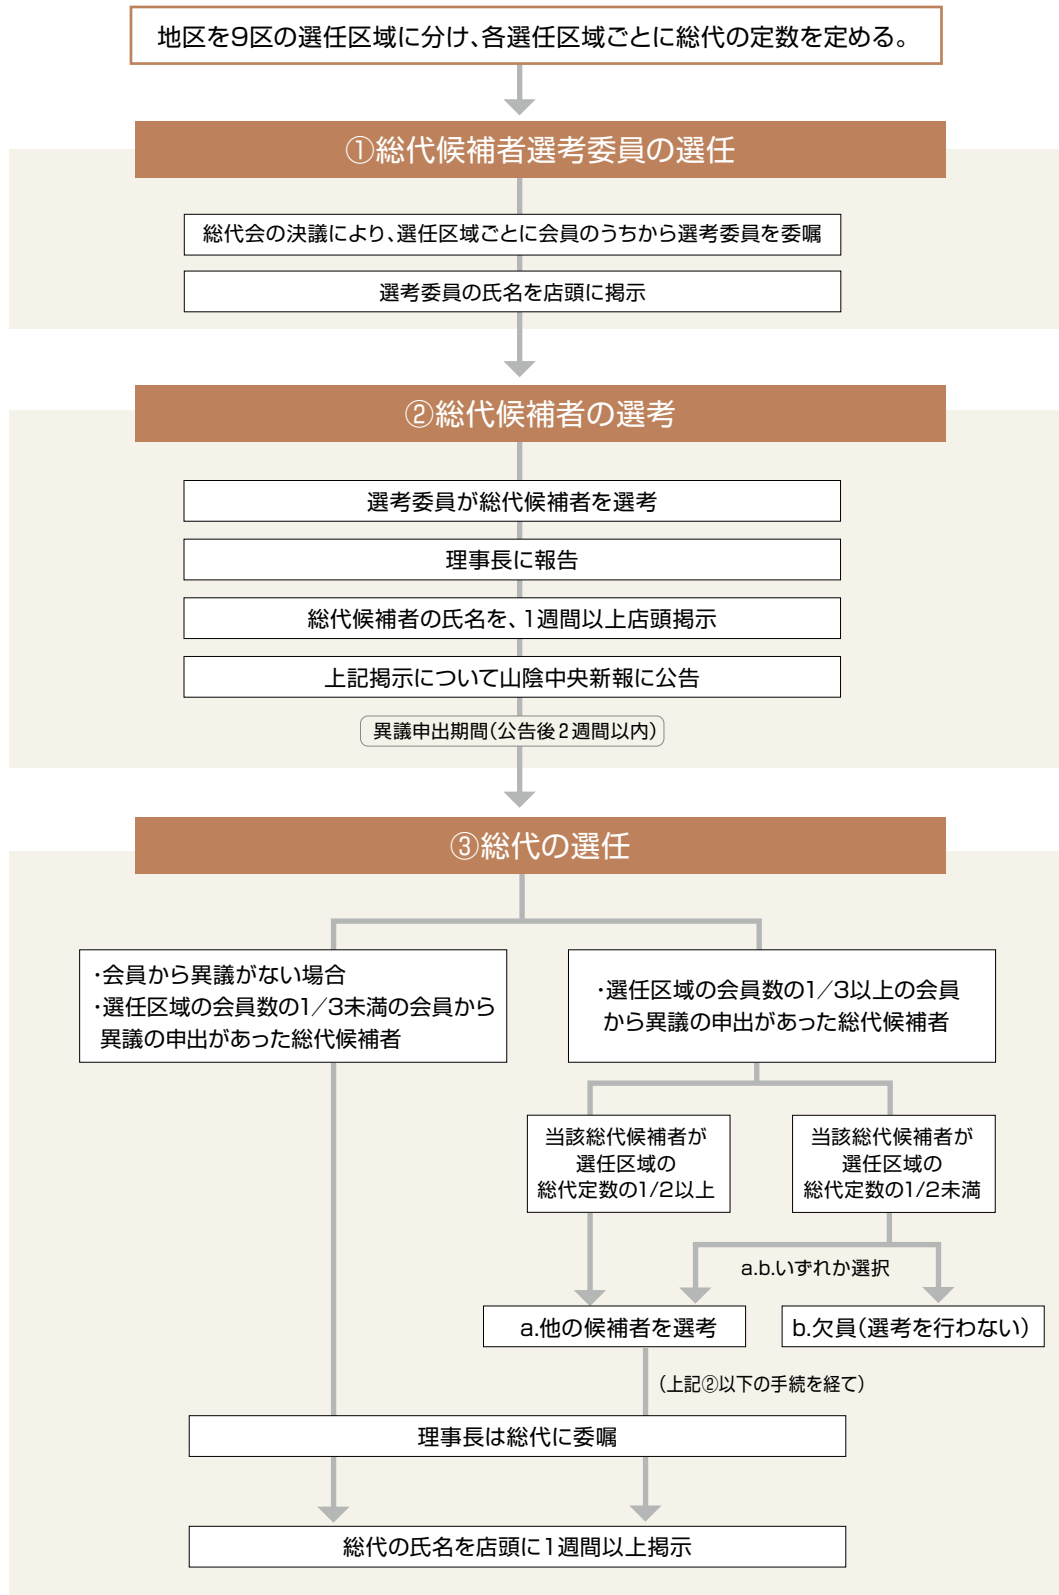 地区を9区の選任区域に分け、各選任区域ごとに総代の定数を定める。
①総代候補者選考委員の選任
総代会の決議により、選任区域ごとに会員のうちから選考委員を委嘱
選考委員の氏名を店頭に掲示
②総代候補者の選考
選考委員が総代候補者を選考
理事長に報告
総代候補者の氏名を、1週間以上店頭掲示
上記掲示について山陰中央新報に公告
異議申出期間(公告後2週間以内)
③総代の選任
・会員から異議がない場合
・選任区域の会員数の1/3未満の会員から
異議の申出があった総代候補者
・選任区域の会員数の1/3以上の会員
から異議の申出があった総代候補者
当該総代候補者が
選任区域の
総代定数の1/2以上
当該総代候補者が
選任区域の
総代定数の1/2未満
a.b.いずれか選択
a.他の候補者を選考
b.欠員(選考を行わない)
(上記②以下の手続を経て)
理事長は総代に委嘱
総代の氏名を店頭に1週間以上掲示